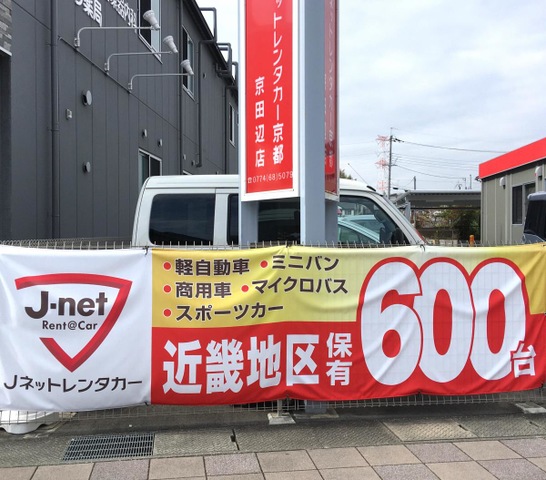 ネットレンタカー京都
京田辺店
☎0774(68)5079
J-net
Rent@Car
Jネットレンタカー
・軽自動車 ・ミニバン
・商用車 ・マイクロバス
・スポーツカー
近畿地区保有600台
薬局